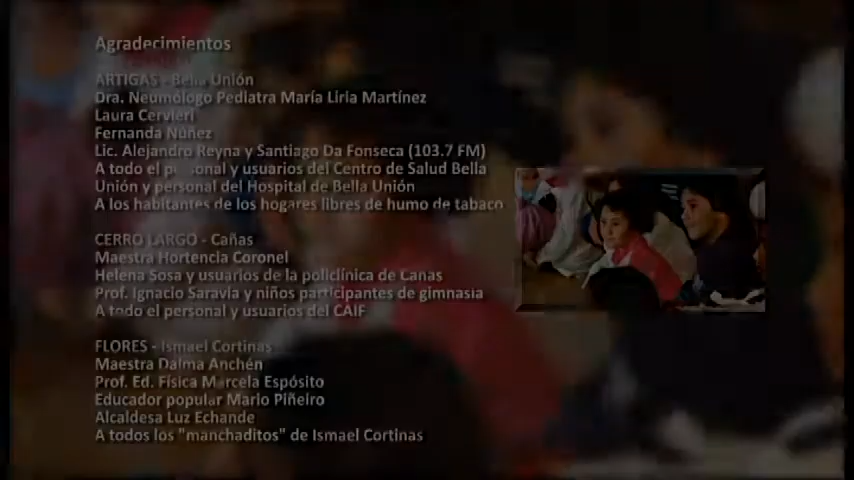 Agradecimientos
ARTIGAS - Bella Unión
Dra. Neumólogo Pediatra María Liria Martínez
Laura Cervieri
Fernanda Núñez
Lic. Alejandro Reyna y Santiago Da Fonseca (103.7 FM)
A todo el personal y usuarios del Centro de Salud Bella
Unión y personal del Hospital de Bella Unión
A los habitantes de los hogares libres de humo de tabaco
CERRO LARGO - Cañas
Maestra Hortencia Coronel
Helena Sosa y usuarios de la policlínica de Cañas
Prof. Ignacio Saravia y niños participantes de gimnasia
A todo el personal y usuarios del CAIF
FLORES - Ismael Cortinas
Maestra Dalma Anchén
Prof. Ed. Física Marcela Espósito
Educador popular Mario Piñeiro
Alcaldesa Luz Echande
A todos los "manchaditos" de Ismael Cortinas